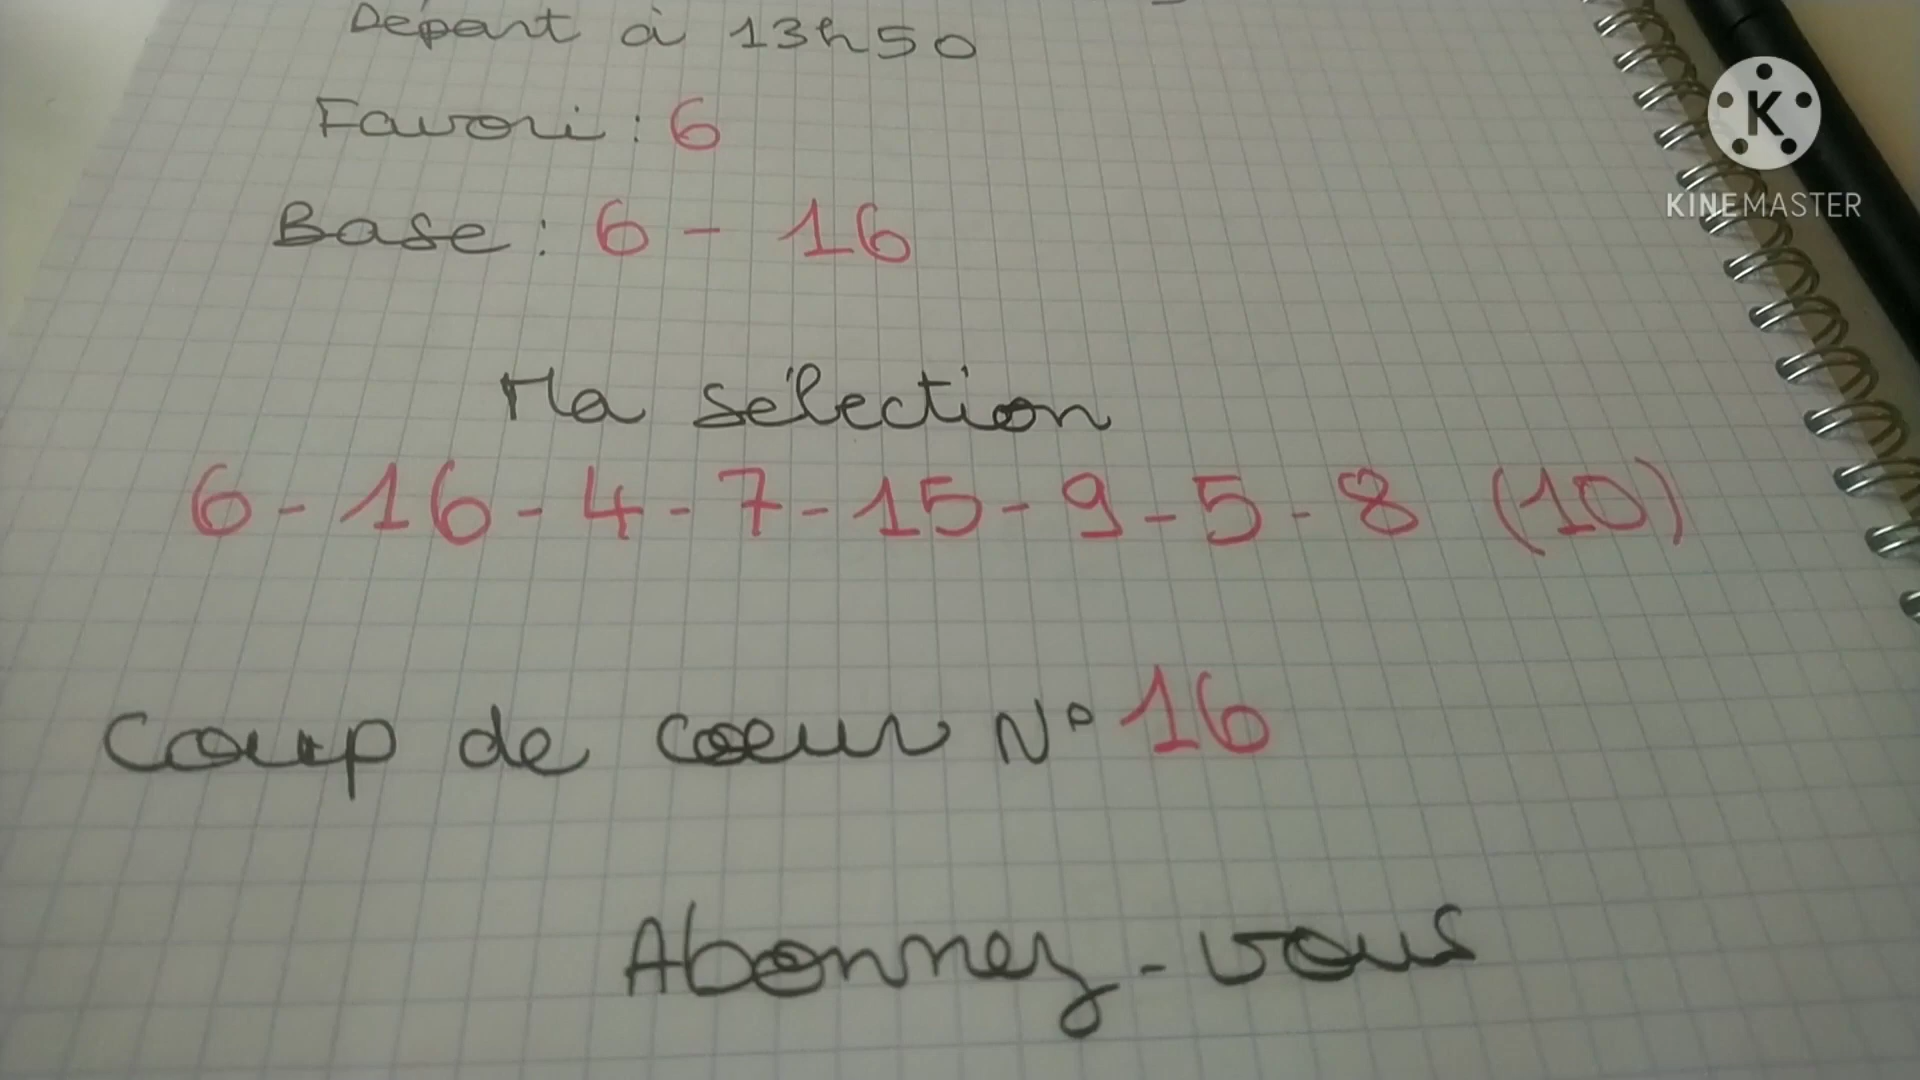 Départ à 13h50
Favori : 6
Base : 6 - 16
Ma sélection
6 - 16 - 4 - 7 - 15 - 9 - 5 - 8 (10)
Coup de coeur N° 16
Abonnez-vous
K
KINEMASTER